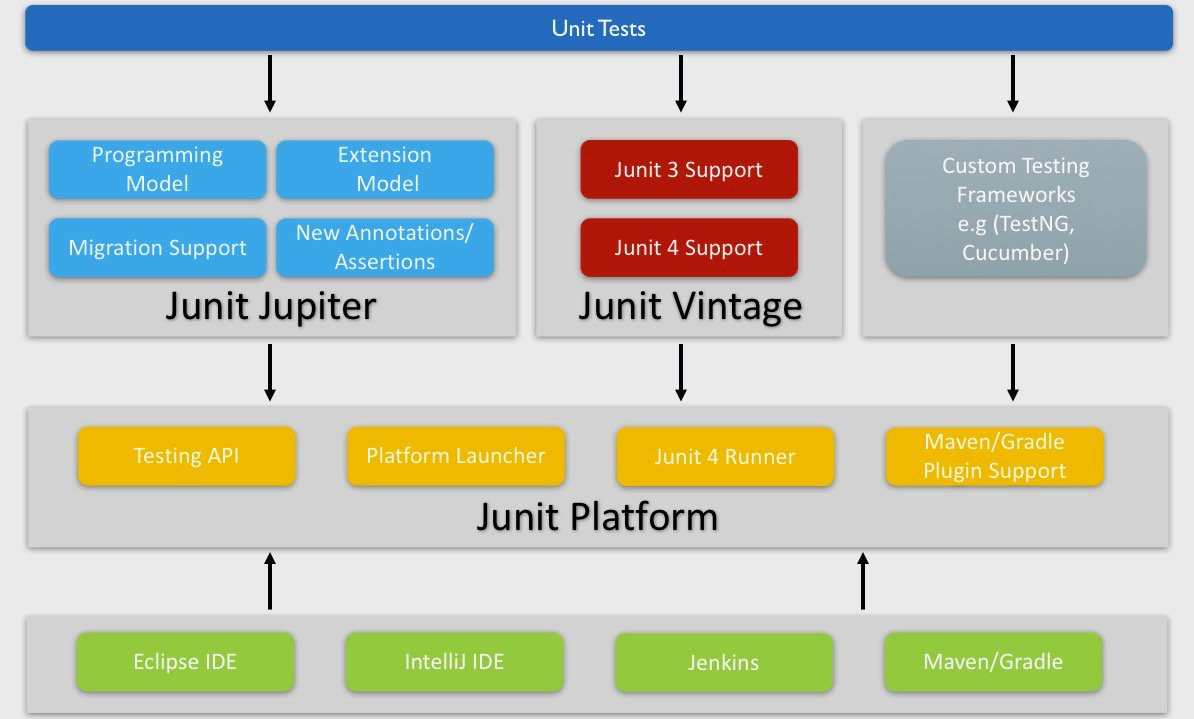 Unit Tests
Programming
Model
Extension
Model
Migration Support
New Annotations/
Assertions
Junit Jupiter
Junit 3 Support
Junit 4 Support
Junit Vintage
Custom Testing
Frameworks
e.g (TestNG,
Cucumber)
Testing API
Platform Launcher
Junit 4 Runner
Maven/Gradle
Plugin Support
Junit Platform
Eclipse IDE
IntelliJ IDE
Jenkins
Maven/Gradle